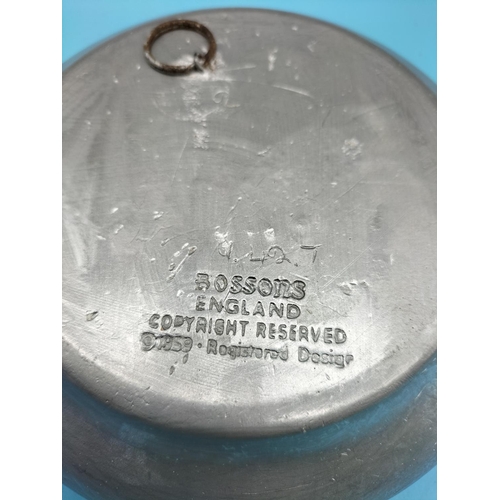 BOSSONS
ENGLAND
COPYRIGHT RESERVED
Registered Design